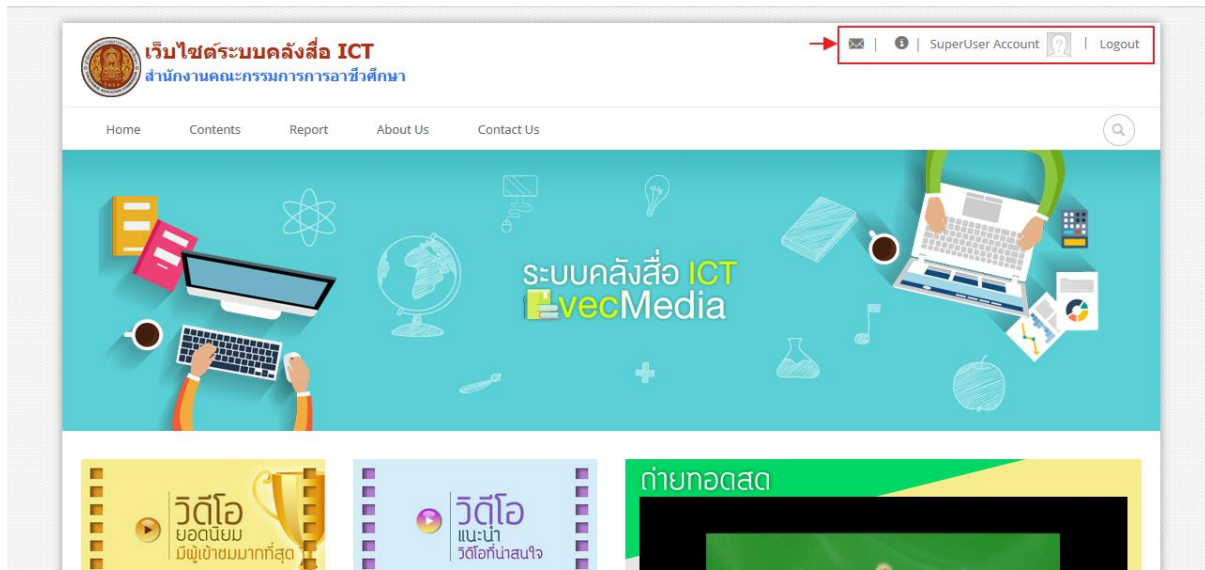 เว็บไซต์ระบบคลังสื่อ ICT
สำนักงานคณะกรรมการการอาชีวศึกษา
| | SuperUser Account | Logout
Home Contents Report About Us Contact Us
ระบบคลังสื่อ ICT
vecMedia
วิดีโอ
ยอดนิยม
มีผู้เข้าชมมากที่สุด
วิดีโอ
แนะนำ
วิดีโอที่น่าสนใจ
ถ่ายทอดสด